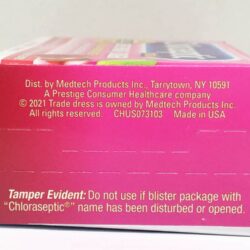 Dist. by Medtech Products Inc., Tarrytown, NY 10591
A Prestige Consumer Healthcare company
© 2021 Trade dress is owned by Medtech Products Inc.
All rights reserved. CHUS073103 Made in USA
Tamper Evident: Do not use if blister package with
"Chloraseptic®" name has been disturbed or opened.